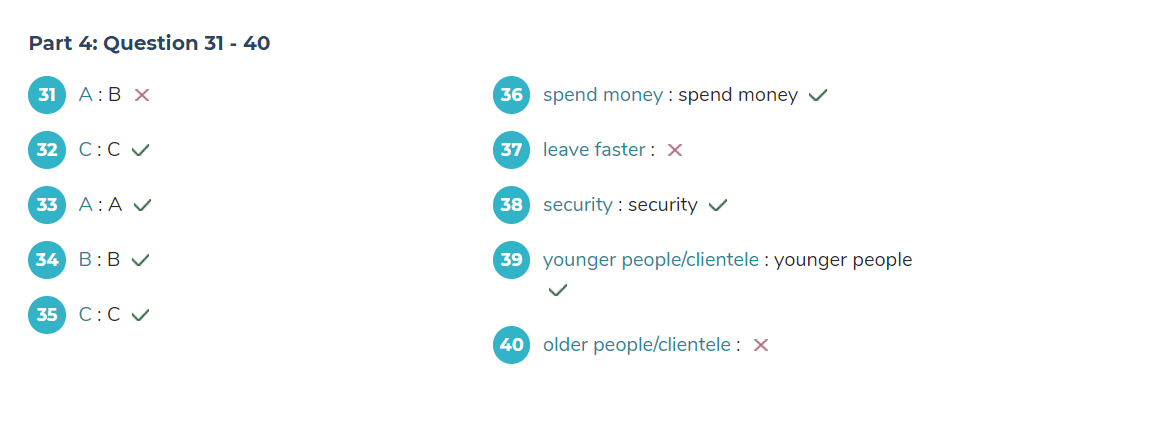 Part 4: Question 31 - 40
31 A : B
32 C : C
33 A : A
34 B : B
35 C : C
36 spend money : spend money
37 leave faster :
38 security : security
39 younger people/clientele : younger people
40 older people/clientele :